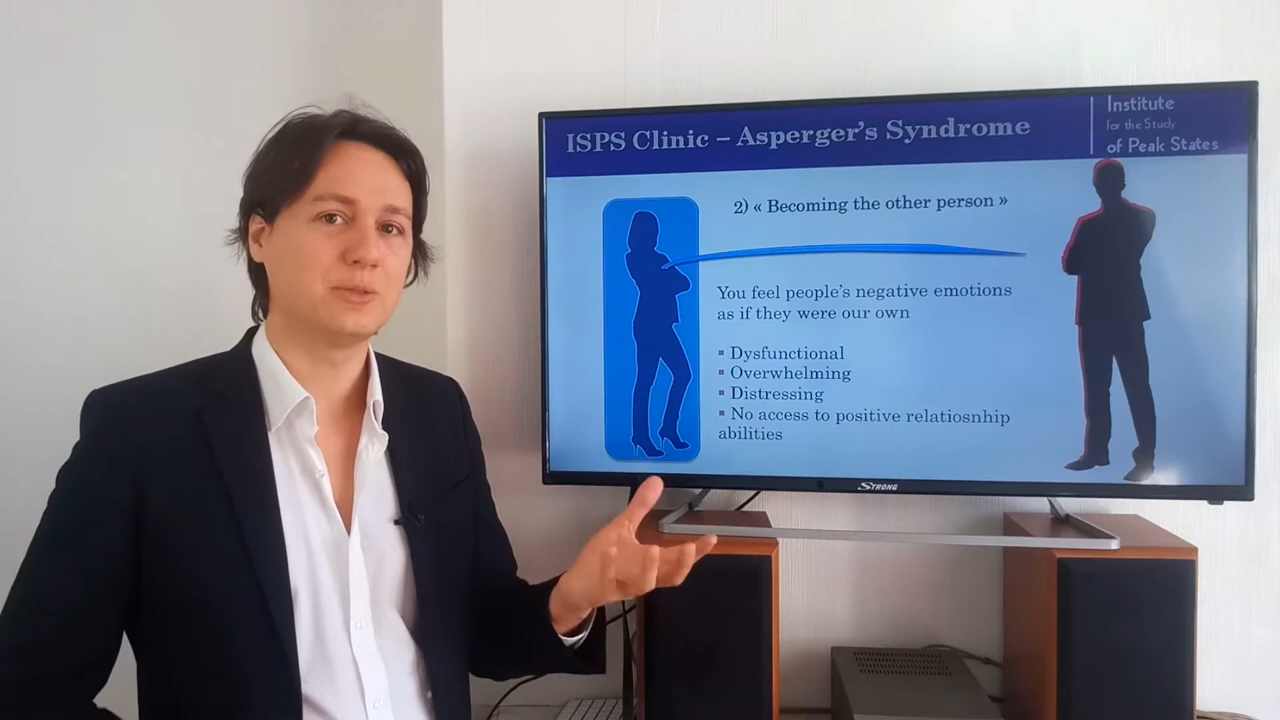 ISPS Clinic – Asperger's Syndrome
Institute
for the Study
of Peak States
2) « Becoming the other person »
You feel people's negative emotions
as if they were our own
▪ Dysfunctional
▪ Overwhelming
▪ Distressing
▪ No access to positive relatiosnhip
abilities
STRONG